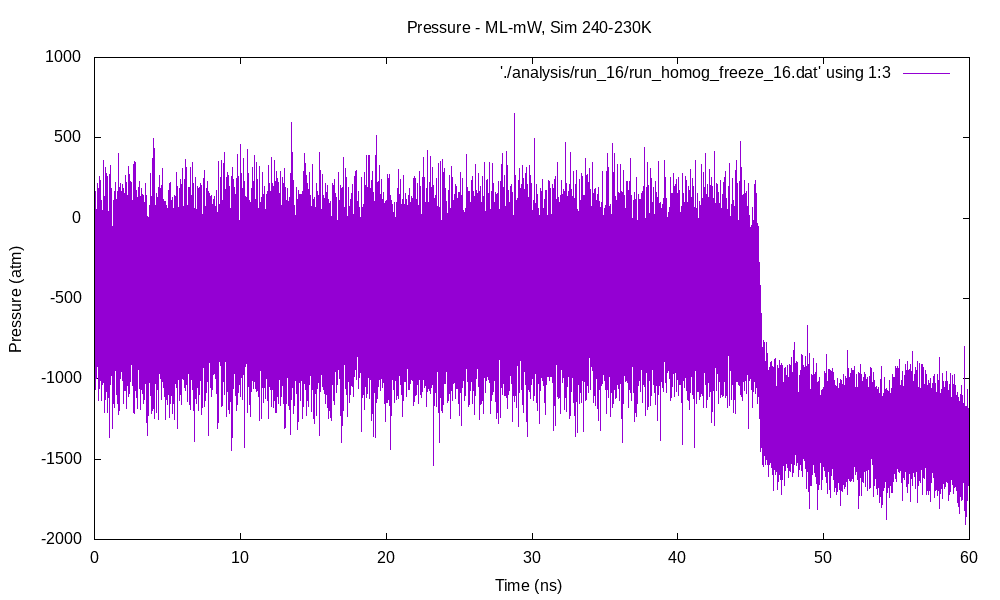 Pressure - ML-mW, Sim 240-230K
'./analysis/run_16/run_homog_freeze_16.dat' using 1:3
1000
500
0
-500
-1000
-1500
-2000
Pressure (atm)
0 10 20 30 40 50 60
Time (ns)